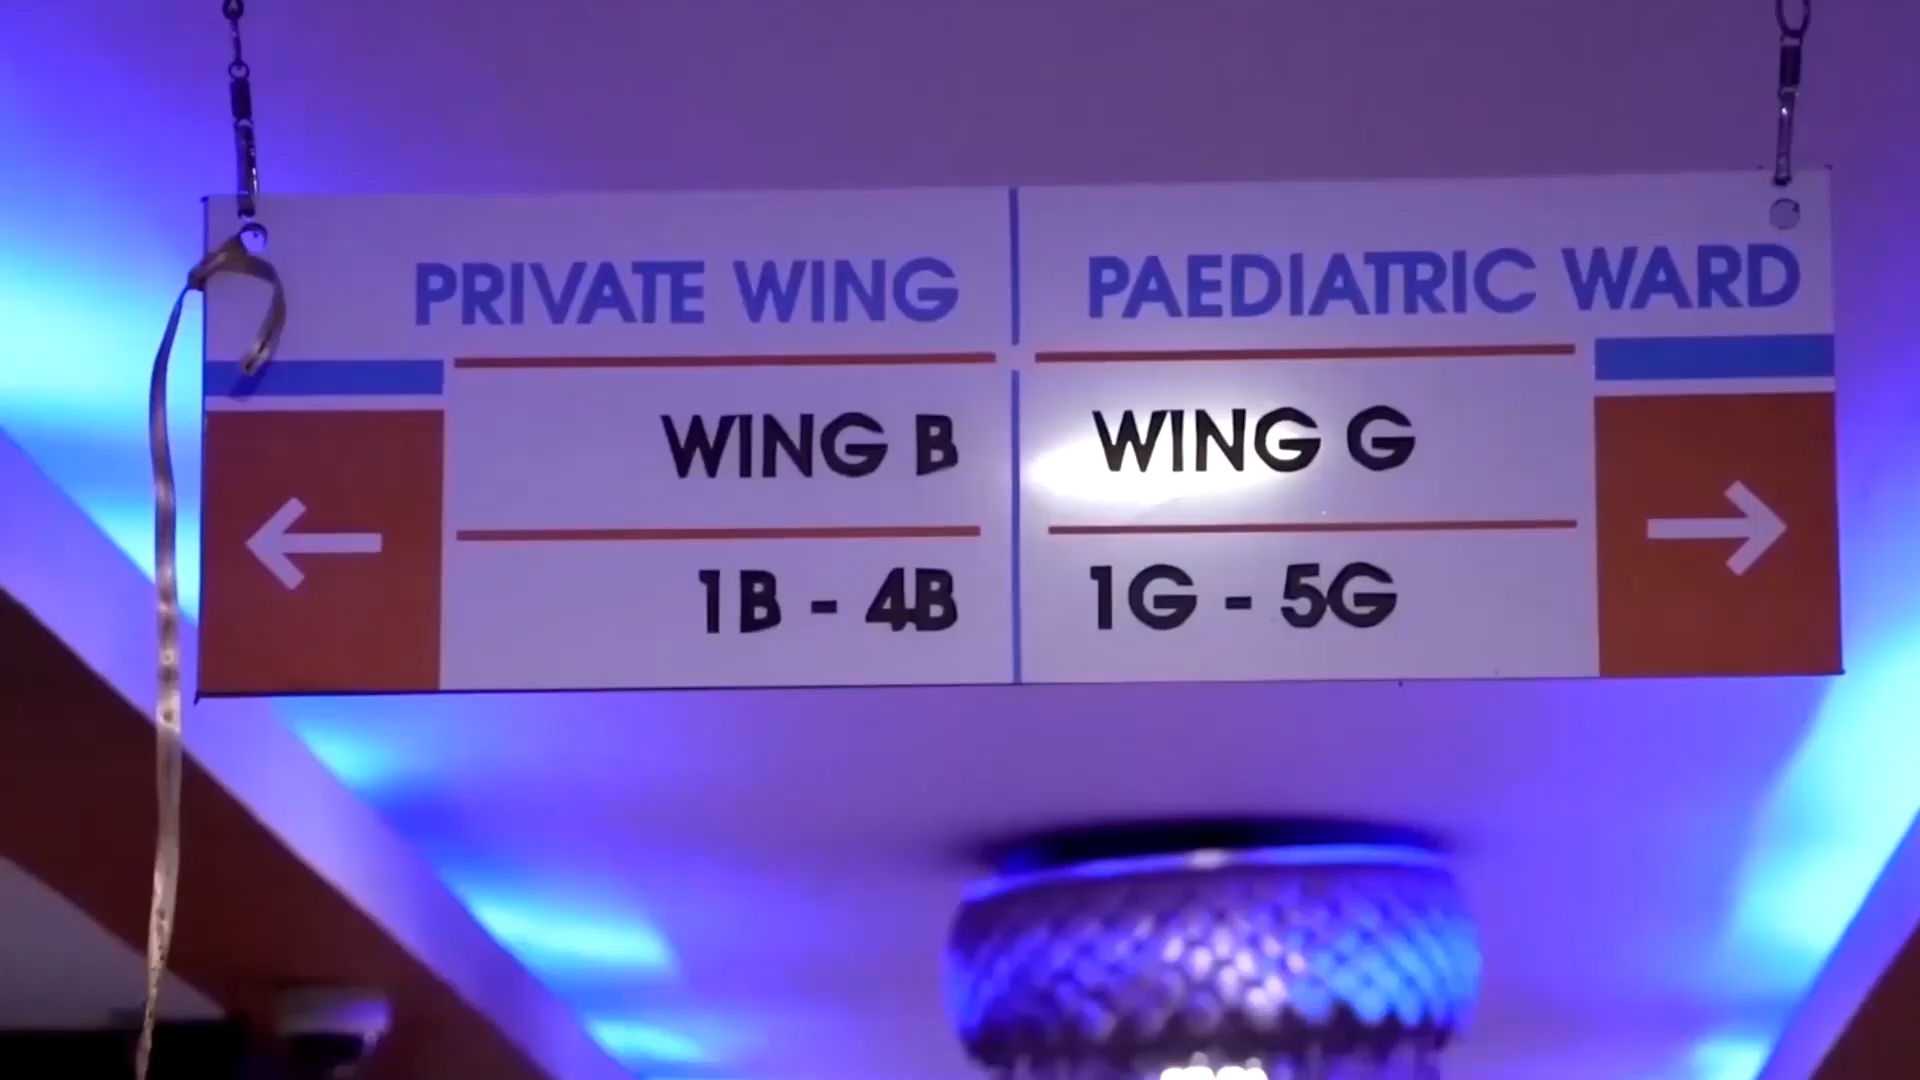 PRIVATE WING
WING B
1B - 4B
PAEDIATRIC WARD
WING G
1G - 5G